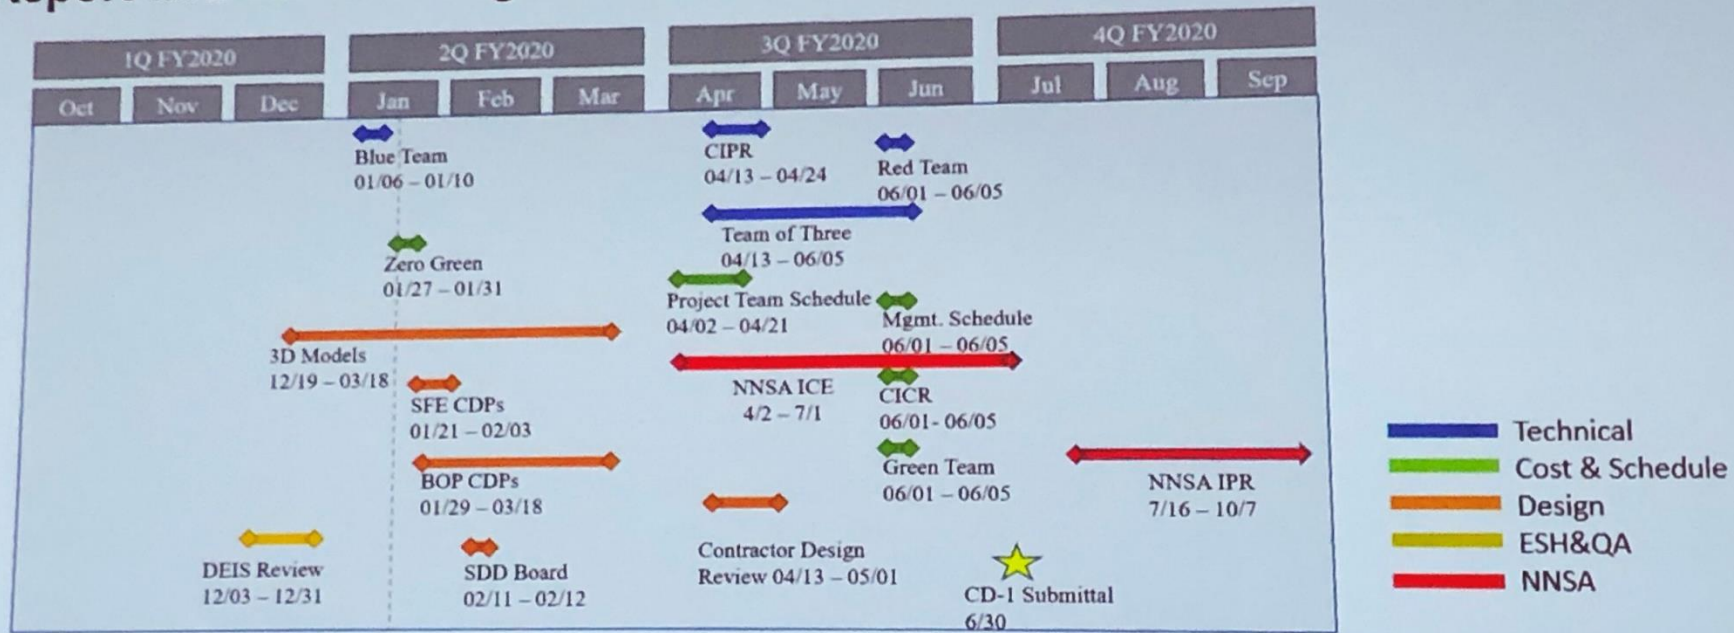 1Q FY2020
2Q FY2020
3Q FY2020
4Q FY2020
Oct
Nov
Dec
Jan
Feb
Mar
Apr
May
Jun
Jul
Aug
Sep
Blue Team
01/06 – 01/10
CIPR
04/13 – 04/24
Red Team
06/01 – 06/05
Team of Three
04/13 – 06/05
Zero Green
01/27 – 01/31
Project Team Schedule
04/02 – 04/21
Mgmt. Schedule
06/01 – 06/05
3D Models
12/19 – 03/18
NNSA ICE
4/2 – 7/1
SFE CDPs
01/21 – 02/03
CICR
06/01- 06/05
BOP CDPs
01/29 – 03/18
Green Team
06/01 – 06/05
NNSA IPR
7/16 – 10/7
DEIS Review
12/03 – 12/31
SDD Board
02/11 – 02/12
Contractor Design
Review 04/13 – 05/01
CD-1 Submittal
6/30
Technical
Cost & Schedule
Design
ESH&QA
NNSA